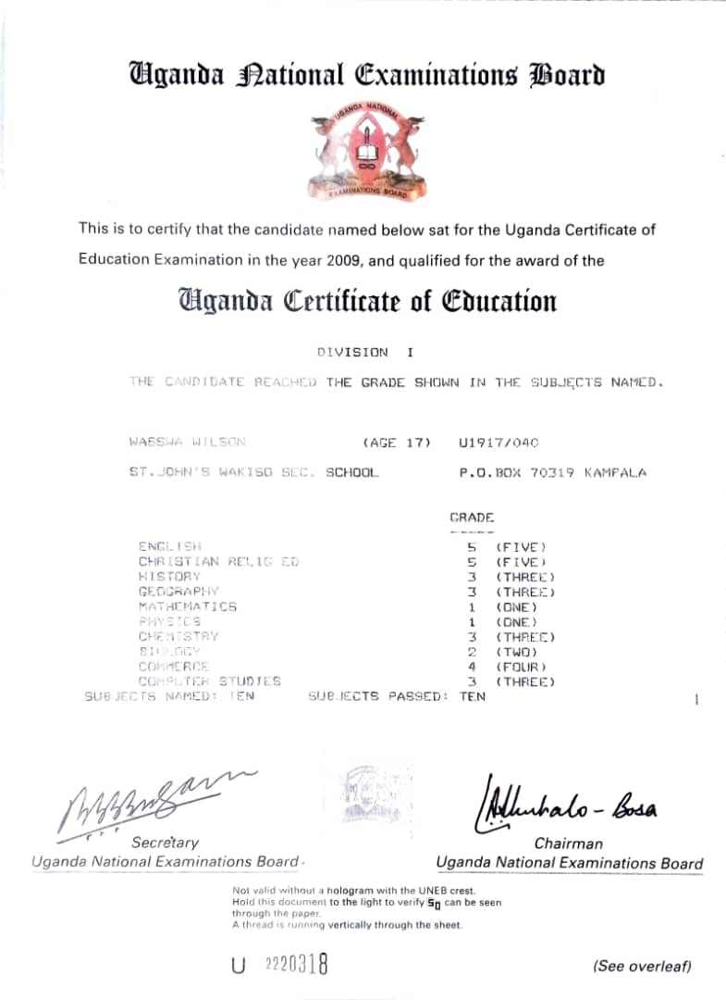 Uganda National Examinations Board
UGANDA NATIONAL
EXAMINATIONS BOARD
This is to certify that the candidate named below sat for the Uganda Certificate of
Education Examination in the year 2009, and qualified for the award of the
Uganda Certificate of Education
DIVISION I
THE CANDIDATE REACHED THE GRADE SHOWN IN THE SUBJECTS NAMED.
WASSWA WILSON (AGE 17) U1917/040
ST.JOHN'S WAKISO SEC. SCHOOL P.O.BOX 70319 KAMPALA
GRADE
ENGLISH 5 (FIVE)
CHRISTIAN RELIG ED 5 (FIVE)
HISTORY 3 (THREE)
GEOGRAPHY 3 (THREE)
MATHEMATICS 1 (ONE)
PHYSICS 1 (ONE)
CHEMISTRY 3 (THREE)
BIOLOGY 2 (TWO)
COMMERCE 4 (FOUR)
COMPUTER STUDIES 3 (THREE)
SUBJECTS NAMED: TEN SUBJECTS PASSED: TEN
Secretary
Uganda National Examinations Board
Chairman
Uganda National Examinations Board
Not valid without a hologram with the UNEB crest.
Hold this document to the light to verify can be seen
through the paper.
A thread is running vertically through the sheet.
U 2220318
(See overleaf)